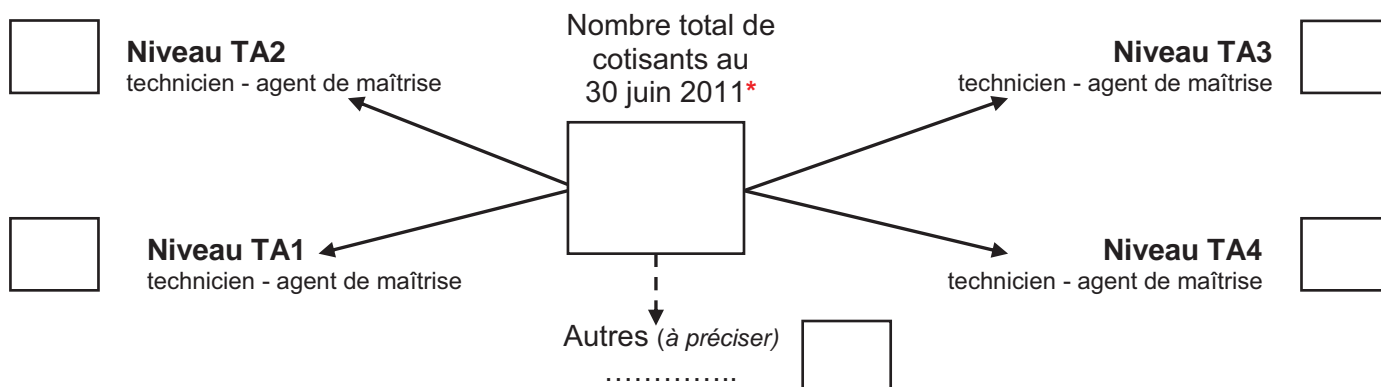 Nombre total de
cotisants au
30 juin 2011*
Niveau TA2
technicien - agent de maîtrise
Niveau TA3
technicien - agent de maîtrise
Niveau TA1
technicien - agent de maîtrise
Niveau TA4
technicien - agent de maîtrise
Autres (à préciser)
…………..